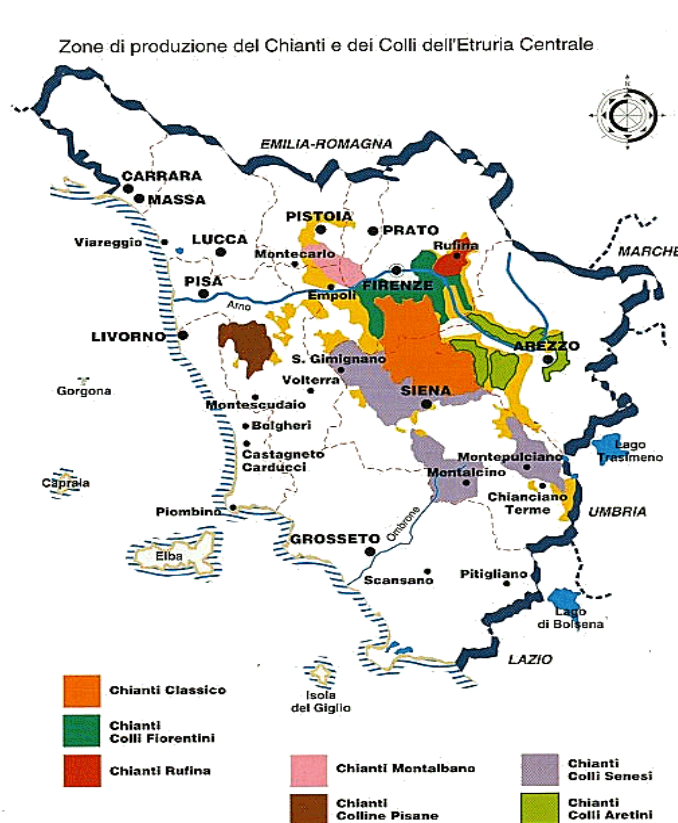 Zone di produzione del Chianti e dei Colli dell'Etruria Centrale
N
EMILIA-ROMAGNA
CARRARA
MASSA
PISTOIA
PRATO
Viareggio
LUCCA
Rufina
MARCHE
Montecarlo
PISA
FIRENZE
Empoli
Arno
LIVORNO
AREZZO
S. Gimignano
Volterra
SIENA
Gorgona
Montescudaio
Bolgheri
Castagneto
Carducci
Lago
Trasimeno
Montepulciano
Montalcino
Capraia
Chianciano
Terme
Piombino
UMBRIA
Ombrone
GROSSETO
Elba
Scansano
Pitigliano
Lago
di Bolsena
LAZIO
Isola
del Giglio
Chianti Classico
Chianti
Colli Fiorentini
Chianti Rufina
Chianti Montalbano
Chianti
Colline Pisane
Chianti
Colli Senesi
Chianti
Colli Aretini